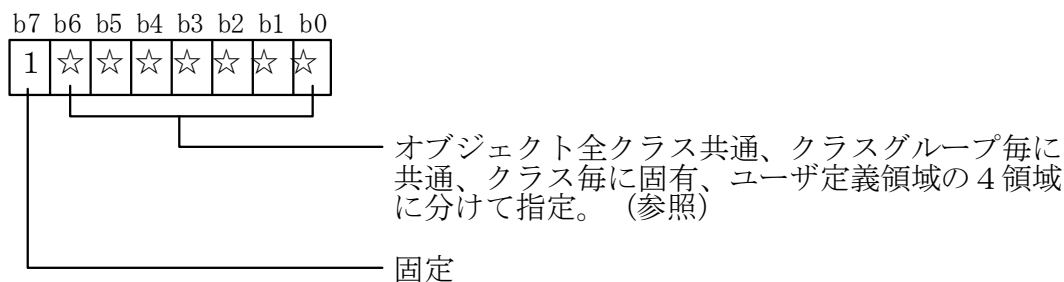 b7 b6 b5 b4 b3 b2 b1 b0
1 ☆ ☆ ☆ ☆ ☆ ☆ ☆
オブジェクト全クラス共通、クラスグループ毎に
共通、クラス毎に固有、ユーザ定義領域の４領域
に分けて指定。 （参照）
固定